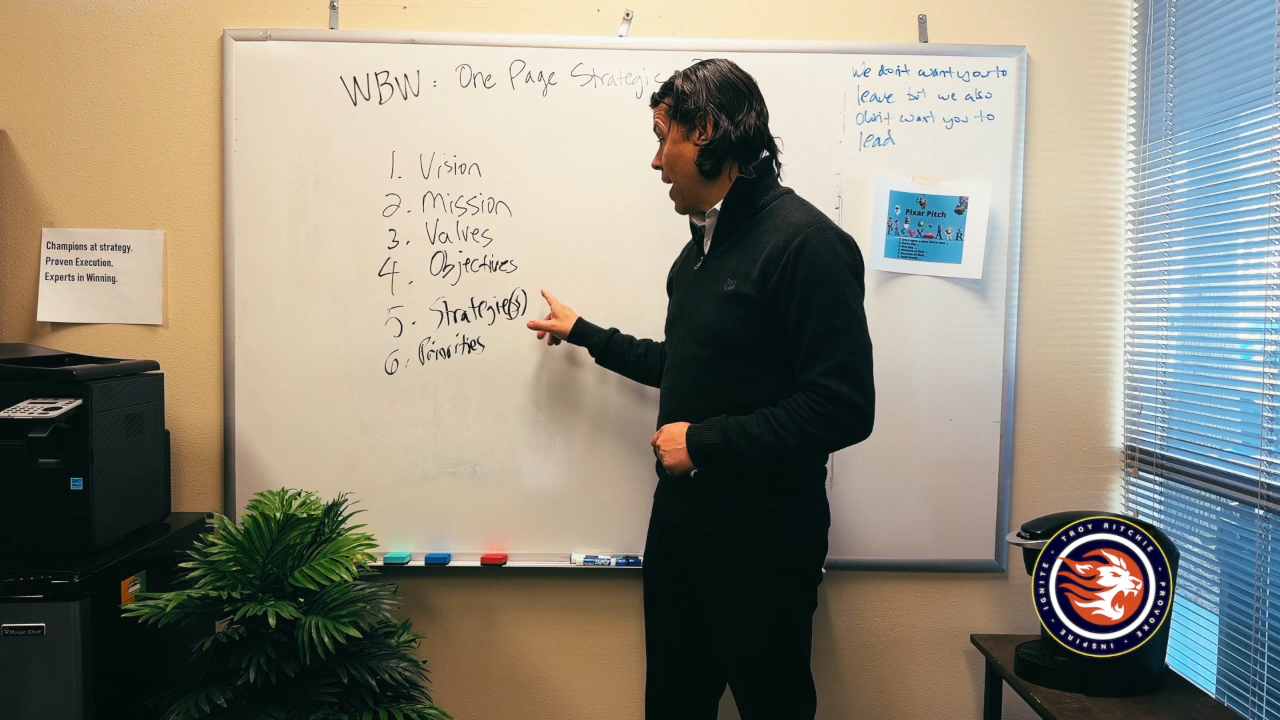 WBW: One Page Strategic
1. Vision
2. Mission
3. Values
4. Objectives
5. Strategie(s)
6. Priorities
we don't want you to
leave but we also
don't want you to
lead
Champions at strategy.
Proven Execution.
Experts in Winning.
Pixar Pitch
Magic Chef
TROY RITCHIE
IGNITE · INSPIRE · PROVOKE